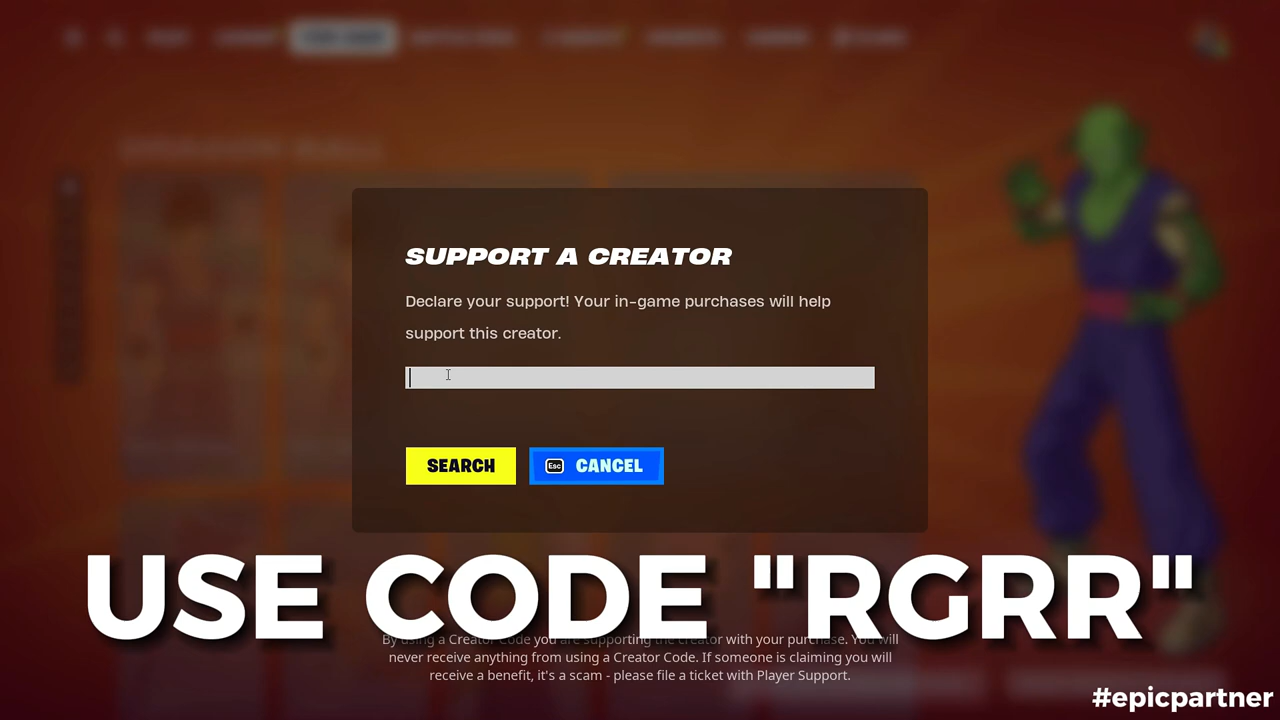 SUPPORT A CREATOR
Declare your support! Your in-game purchases will help
support this creator.
SEARCH
Esc CANCEL
USE CODE "RGRR"
By using a Creator Code you are supporting the creator with your purchase. You will
never receive anything from using a Creator Code. If someone is claiming you will
receive a benefit, it's a scam - please file a ticket with Player Support.
#epicpartner